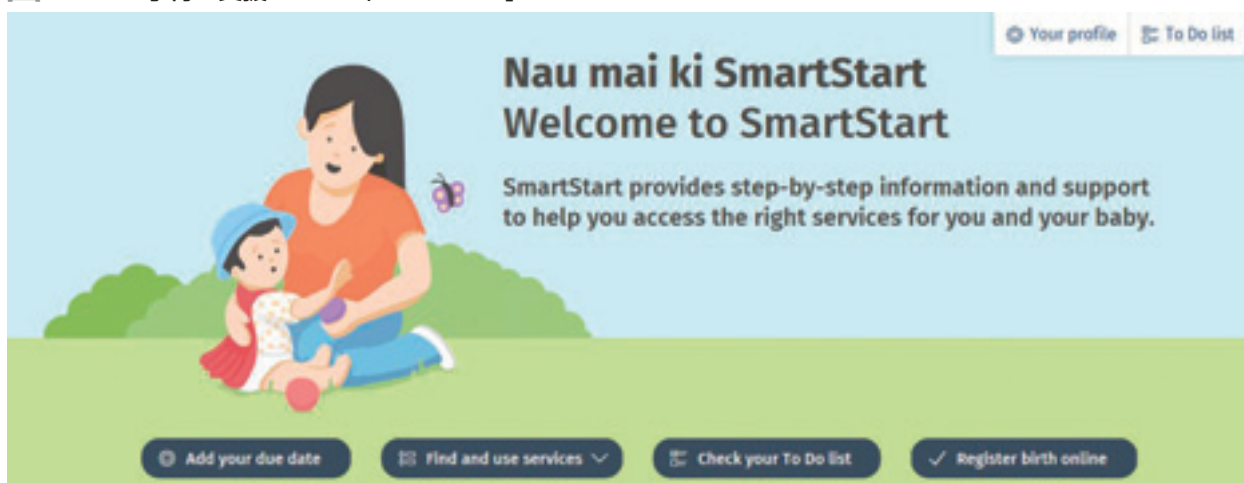 Your profile
To Do list
Nau mai ki SmartStart
Welcome to SmartStart
SmartStart provides step-by-step information and support
to help you access the right services for you and your baby.
Add your due date
Find and use services
Check your To Do list
Register birth online